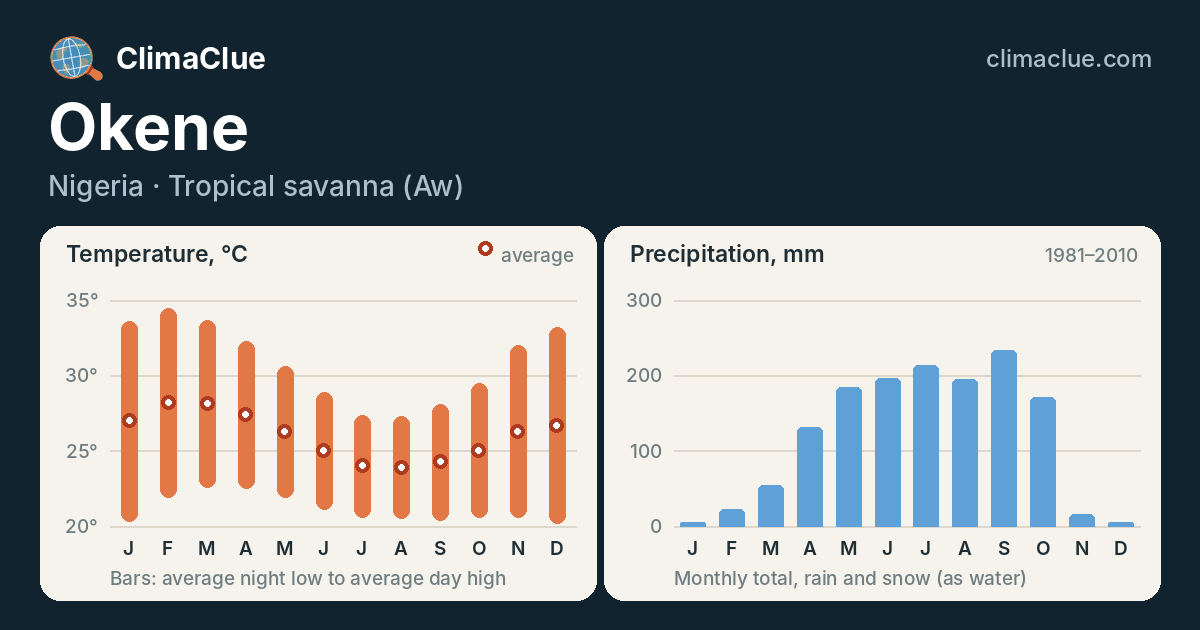 ClimaClue
climaclue.com
Okene
Nigeria · Tropical savanna (Aw)
Temperature, °C
average
35°
30°
25°
20°
J F M A M J J A S O N D
Bars: average night low to average day high
Precipitation, mm
1981–2010
300
200
100
0
J F M A M J J A S O N D
Monthly total, rain and snow (as water)